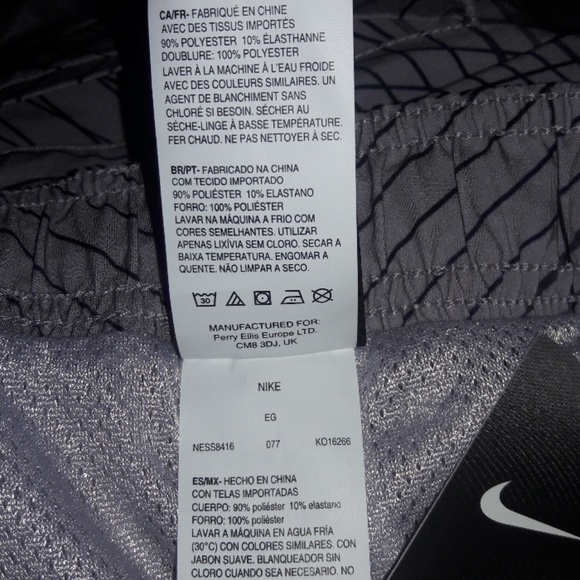 CA/FR- FABRIQUÉ EN CHINE
AVEC DES TISSUS IMPORTÉS
90% POLYESTER 10% ÉLASTHANNE
DOUBLURE: 100% POLYESTER
LAVER À LA MACHINE À L'EAU FROIDE
AVEC DES COULEURS SIMILAIRES. UN
AGENT DE BLANCHIMENT SANS
CHLORE SI BESOIN. SÉCHER AU
SÈCHE-LINGE À BASSE TEMPÉRATURE.
FER CHAUD. NE PAS NETTOYER À SEC.
BR/PT- FABRICADO NA CHINA
COM TECIDO IMPORTADO
90% POLIÉSTER 10% ELASTANO
FORRO: 100% POLIÉSTER
LAVAR NA MÁQUINA A FRIO COM
CORES SEMELHANTES. UTILIZAR
APENAS LIXÍVIA SEM CLORO. SECAR A
BAIXA TEMPERATURA. ENGOMAR A
QUENTE. NÃO LIMPAR A SECO.
30
MANUFACTURED FOR:
Perry Ellis Europe LTD.
CM8 3DJ, UK
NIKE
EG
NESS8416 077 KO16266
ES/MX- HECHO EN CHINA
CON TELAS IMPORTADAS
CUERPO: 90% poliéster 10% elastano
FORRO: 100% poliéster
LAVAR A MÁQUINA EN AGUA FRÍA
(30°C) CON COLORES SIMILARES. CON
JABON SUAVE. BLANQUEADOR SIN
CLORO CUANDO SEA NECESARIO. NO